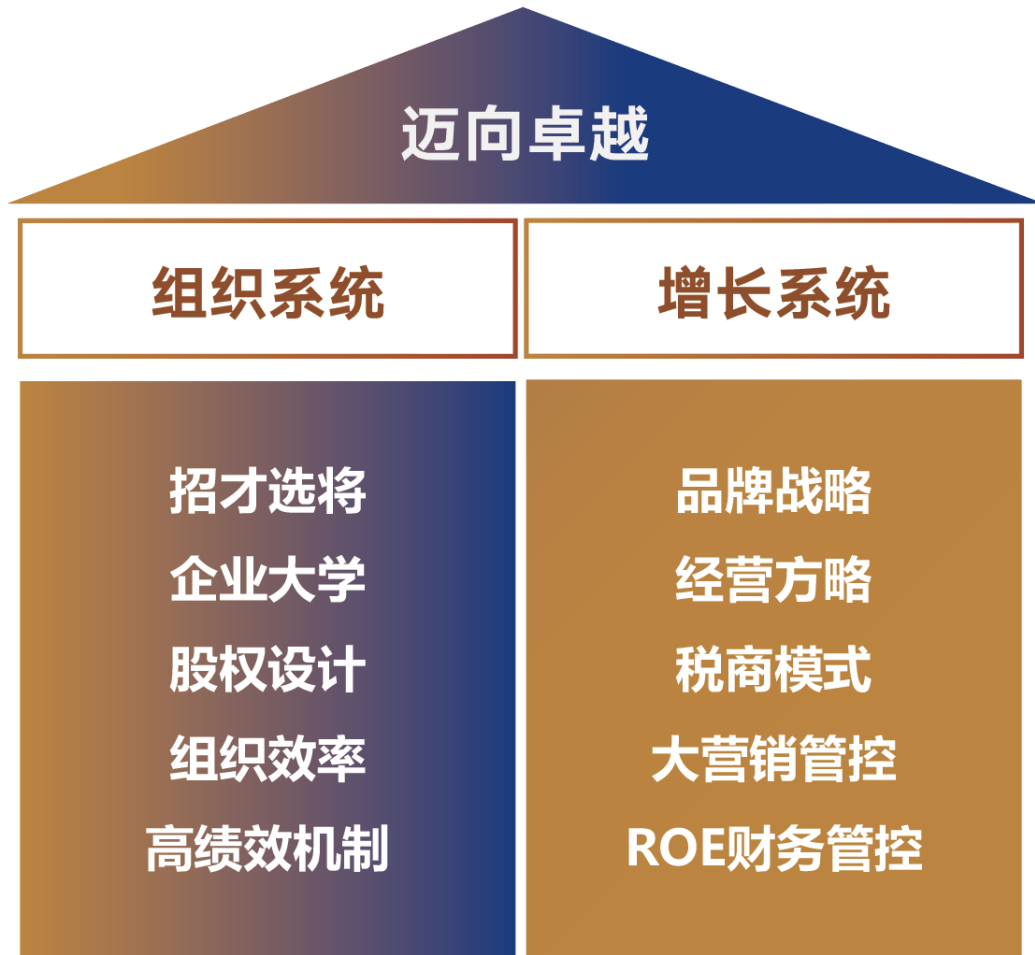 迈向卓越
组织系统
增长系统
招才选将
企业大学
股权设计
组织效率
高绩效机制
品牌战略
经营方略
税商模式
大营销管控
ROE财务管控